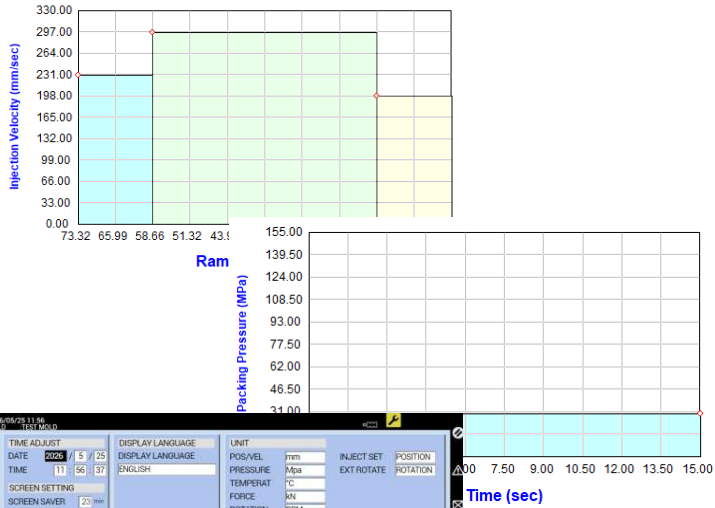 330.00
297.00
264.00
231.00
198.00
165.00
132.00
99.00
66.00
33.00
0.00
Injection Velocity (mm/sec)
73.32 65.99 58.66 51.32 43.9
Ram
155.00
139.50
124.00
108.50
93.00
77.50
62.00
46.50
31.00
Packing Pressure (MPa)
00 7.50 9.00 10.50 12.00 13.50 15.00
Time (sec)
6/05/25 11:56
LD :TEST MOLD
TIME ADJUST
DATE 2026 / 5 / 25
TIME 11 : 56 : 37
SCREEN SETTING
SCREEN SAVER 23 min
DISPLAY LANGUAGE
DISPLAY LANGUAGE
ENGLISH
UNIT
POS/VEL mm
PRESSURE Mpa
TEMPERAT °C
FORCE kN
INJECT SET POSITION
EXT ROTATE ROTATION